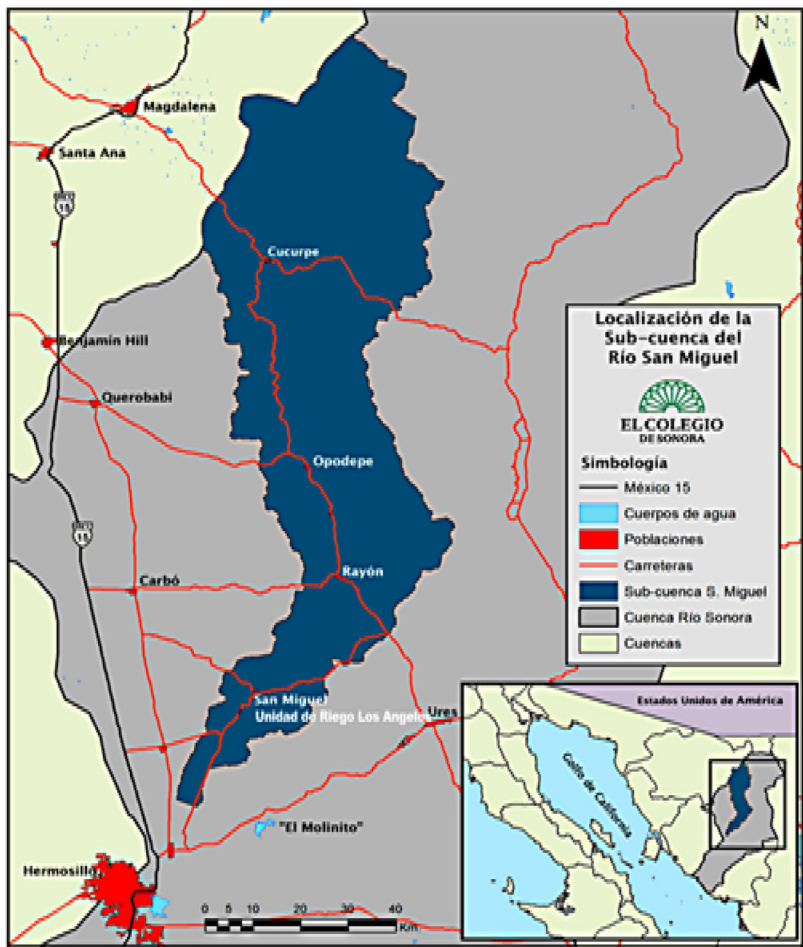 N
Magdalena
Santa Ana
15
Cucurpe
Benjamín Hill
Querobabi
Opodepe
15
Carbó
Rayón
San Miguel
Unidad de Riego Los Angeles
Ures
"El Molinito"
Hermosillo
0 5 10 20 30 40
Km
Localización de la
Sub-cuenca del
Río San Miguel
EL COLEGIO
DE SONORA
Simbología
México 15
Cuerpos de agua
Poblaciones
Carreteras
Sub-cuenca S. Miguel
Cuenca Río Sonora
Cuencas
Estados Unidos de América
Golfo de California